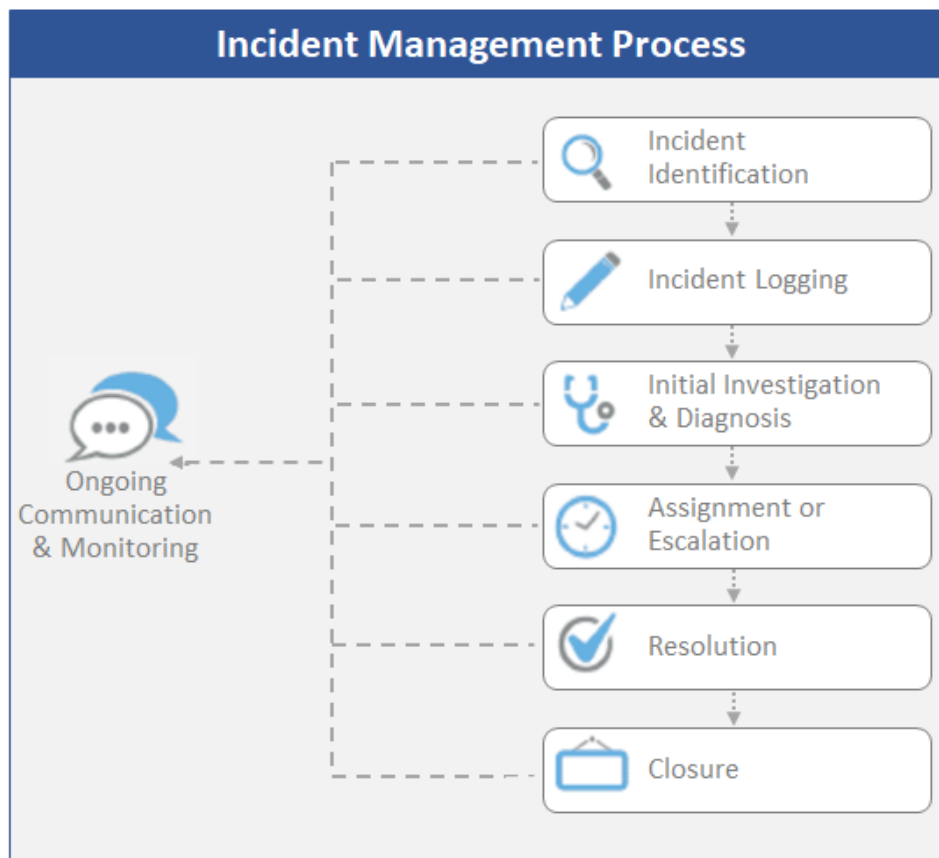 Incident Management Process
Incident
Identification
Incident Logging
Initial Investigation
& Diagnosis
Ongoing
Communication
& Monitoring
Assignment or
Escalation
Resolution
Closure